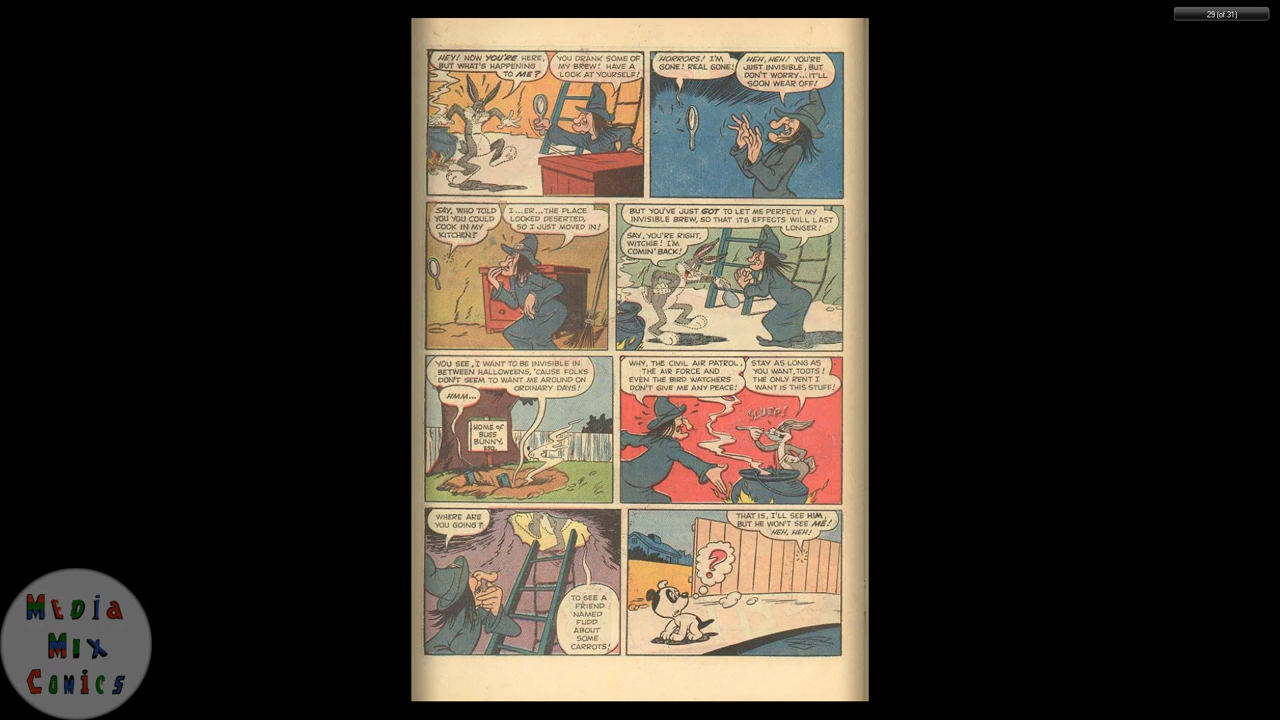 29 (of 31)
HEY! NOW YOU'RE HERE,
BUT WHAT'S HAPPENING
TO ME?
YOU DRANK SOME OF
MY BREW! HAVE A
LOOK AT YOURSELF!
HORRORS! I'M
GONE! REAL GONE!
HEH, HEH! YOU'RE
JUST INVISIBLE, BUT
DON'T WORRY...IT'LL
SOON WEAR OFF!
SAY, WHO TOLD
YOU YOU COULD
COOK IN MY
KITCHEN?
I...ER...THE PLACE
LOOKED DESERTED,
SO I JUST MOVED IN!
BUT YOU'VE JUST GOT TO LET ME PERFECT MY
INVISIBLE BREW, SO THAT ITS EFFECTS WILL LAST
LONGER!
SAY, YOU'RE RIGHT,
WITCHIE! I'M
COMIN' BACK!
YOU SEE, I WANT TO BE INVISIBLE IN
BETWEEN HALLOWEENS, 'CAUSE FOLKS
DON'T SEEM TO WANT ME AROUND ON
ORDINARY DAYS!
HMM...
HOME OF
BUGS
BUNNY,
ESQ.
WHY, THE CIVIL AIR PATROL,
THE AIR FORCE AND
EVEN THE BIRD WATCHERS
DON'T GIVE ME ANY PEACE!
STAY AS LONG AS
YOU WANT, TOOTS!
THE ONLY RENT I
WANT IS THIS STUFF!
SLURP!
WHERE ARE
YOU GOING?
TO SEE A
FRIEND
NAMED
FUDD
ABOUT
SOME
CARROTS!
THAT IS, I'LL SEE HIM,
BUT HE WON'T SEE ME!
HEH, HEH!
?
MEDIA
MIX
COMICS